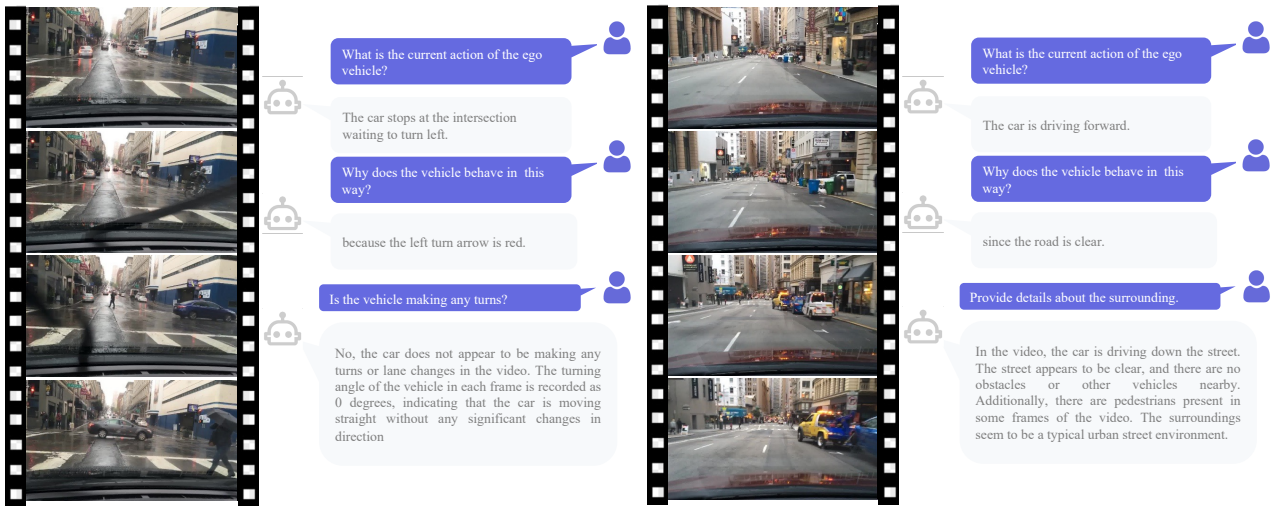 What is the current action of the ego
vehicle?
The car stops at the intersection
waiting to turn left.
Why does the vehicle behave in this
way?
because the left turn arrow is red.
Is the vehicle making any turns?
No, the car does not appear to be making any
turns or lane changes in the video. The turning
angle of the vehicle in each frame is recorded as
0 degrees, indicating that the car is moving
straight without any significant changes in
direction
What is the current action of the ego
vehicle?
The car is driving forward.
Why does the vehicle behave in this
way?
since the road is clear.
Provide details about the surrounding.
In the video, the car is driving down the street.
The street appears to be clear, and there are no
obstacles or other vehicles nearby.
Additionally, there are pedestrians present in
some frames of the video. The surroundings
seem to be a typical urban street environment.